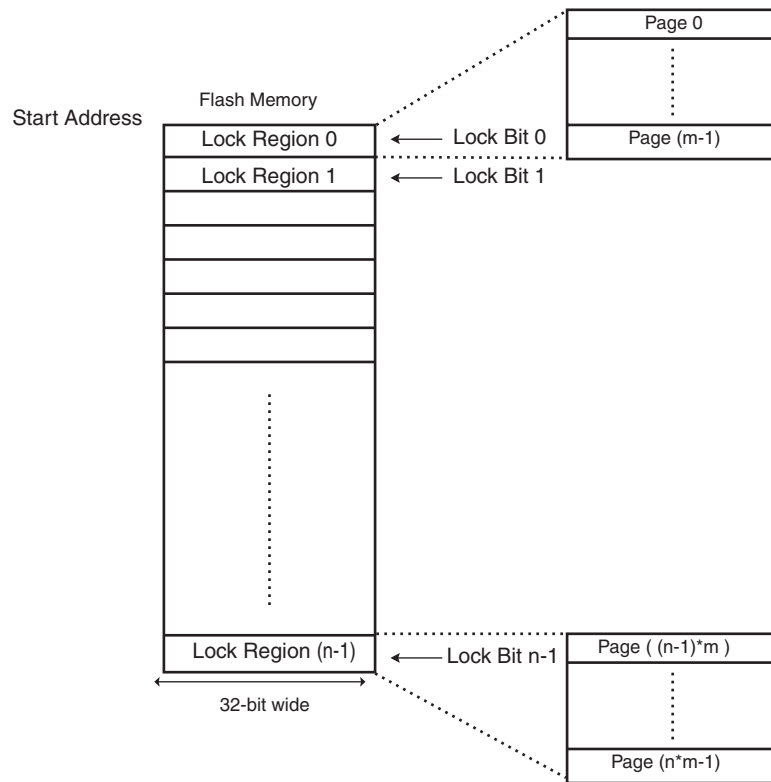 Page 0
Flash Memory
Start Address
Lock Region 0
Lock Bit 0
Page (m-1)
Lock Region 1
Lock Bit 1
Lock Region (n-1)
Lock Bit n-1
Page ( (n-1)*m )
32-bit wide
Page (n*m-1)